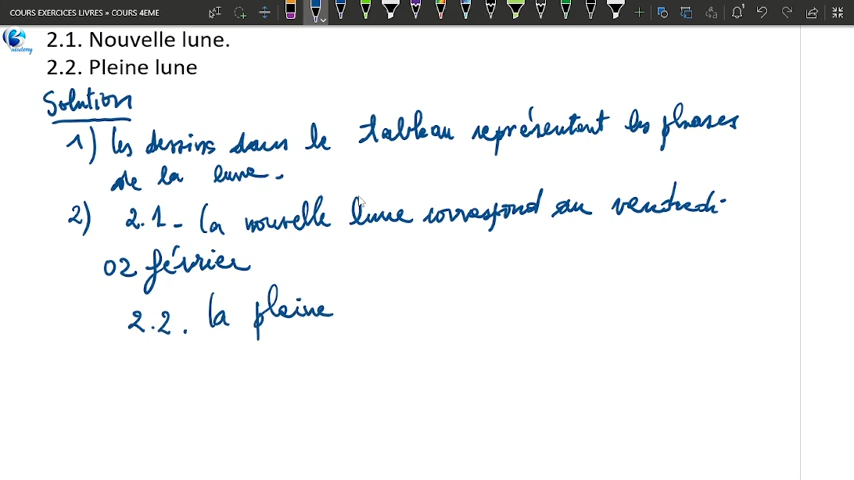 COURS EXERCICES LIVRES » COURS 4EME
2.1. Nouvelle lune.
2.2. Pleine lune
Solution
1) les dessins dans le tableau représentent les phases
de la lune.
2) 2.1 - la nouvelle lune correspond au vendredi
02 février
2.2. la pleine